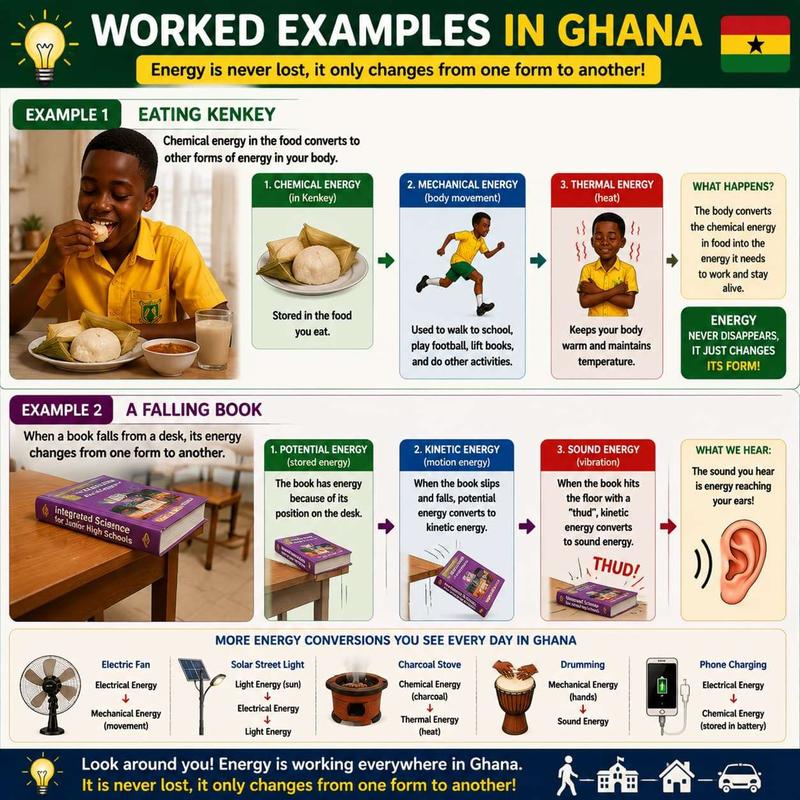 WORKED EXAMPLES IN GHANA
Energy is never lost, it only changes from one form to another!
EXAMPLE 1
EATING KENKEY
Chemical energy in the food converts to
other forms of energy in your body.
1. CHEMICAL ENERGY
(in Kenkey)
Stored in the food
you eat.
2. MECHANICAL ENERGY
(body movement)
Used to walk to school,
play football, lift books,
and do other activities.
3. THERMAL ENERGY
(heat)
Keeps your body
warm and maintains
temperature.
WHAT HAPPENS?
The body converts
the chemical energy
in food into the
energy it needs
to work and stay
alive.
ENERGY
NEVER DISAPPEARS,
IT JUST CHANGES
ITS FORM!
EXAMPLE 2
A FALLING BOOK
When a book falls from a desk, its energy
changes from one form to another.
Integrated Science
for Junior High Schools
1. POTENTIAL ENERGY
(stored energy)
The book has energy
because of its
position on the desk.
2. KINETIC ENERGY
(motion energy)
When the book slips
and falls, potential
energy converts to
kinetic energy.
3. SOUND ENERGY
(vibration)
When the book hits
the floor with a
"thud", kinetic
energy converts
to sound energy.
THUD!
WHAT WE HEAR:
The sound you hear
is energy reaching
your ears!
MORE ENERGY CONVERSIONS YOU SEE EVERY DAY IN GHANA
Electric Fan
Electrical Energy
Mechanical Energy
(movement)
Solar Street Light
Light Energy (sun)
Electrical Energy
Light Energy
Charcoal Stove
Chemical Energy
(charcoal)
Thermal Energy
(heat)
Drumming
Mechanical Energy
(hands)
Sound Energy
Phone Charging
Electrical Energy
Chemical Energy
(stored in battery)
Look around you! Energy is working everywhere in Ghana.
It is never lost, it only changes from one form to another!